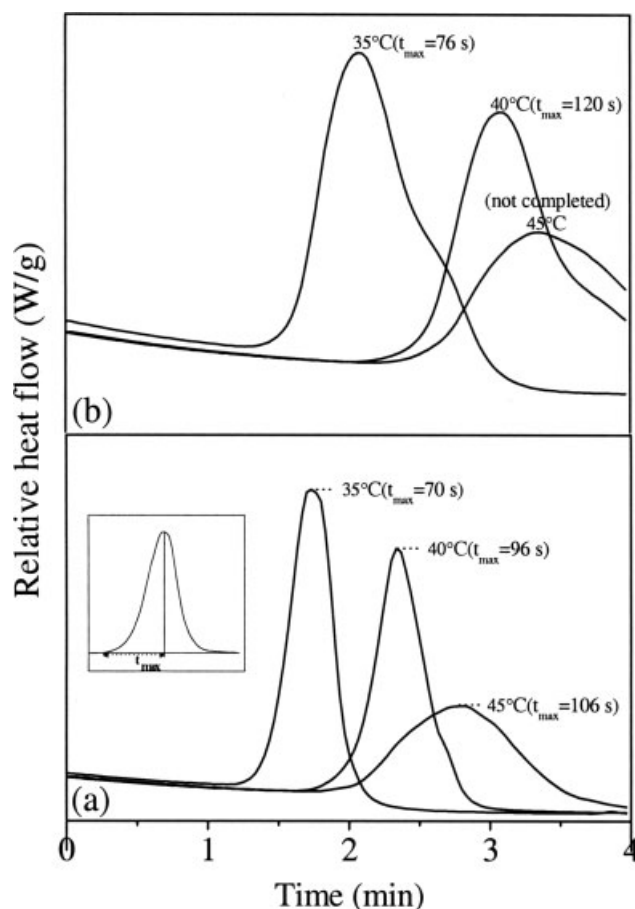 35°C(tmax=76 s)
40°C(tmax=120 s)
(not completed)
45°C
(b)
Relative heat flow (W/g)
35°C(tmax=70 s)
40°C(tmax=96 s)
tmax
45°C(tmax=106 s)
(a)
0 1 2 3 4
Time (min)